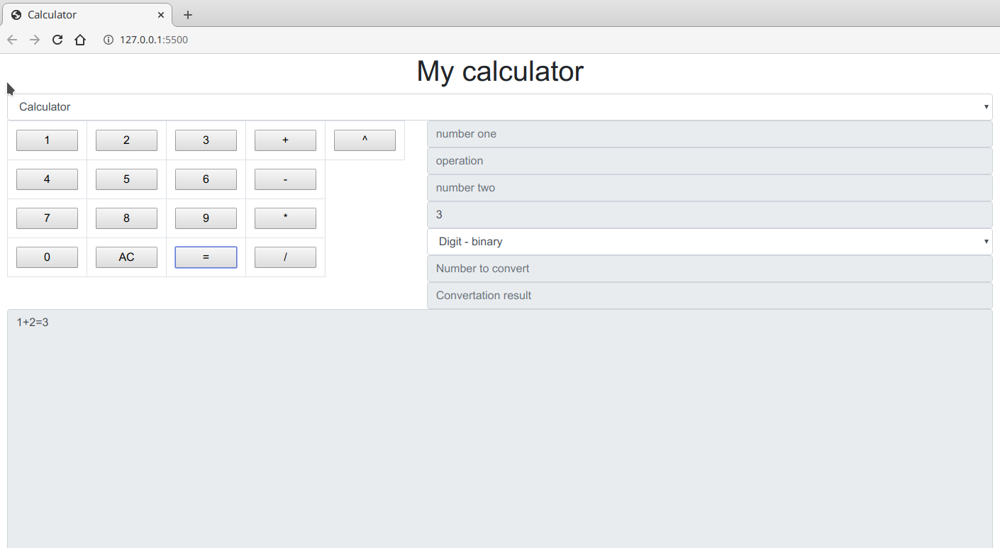 Calculator
127.0.0.1:5500
My calculator
Calculator
1 2 3 + ^
4 5 6 -
7 8 9 *
0 AC = /
number one
operation
number two
3
Digit - binary
Number to convert
Convertation result
1+2=3